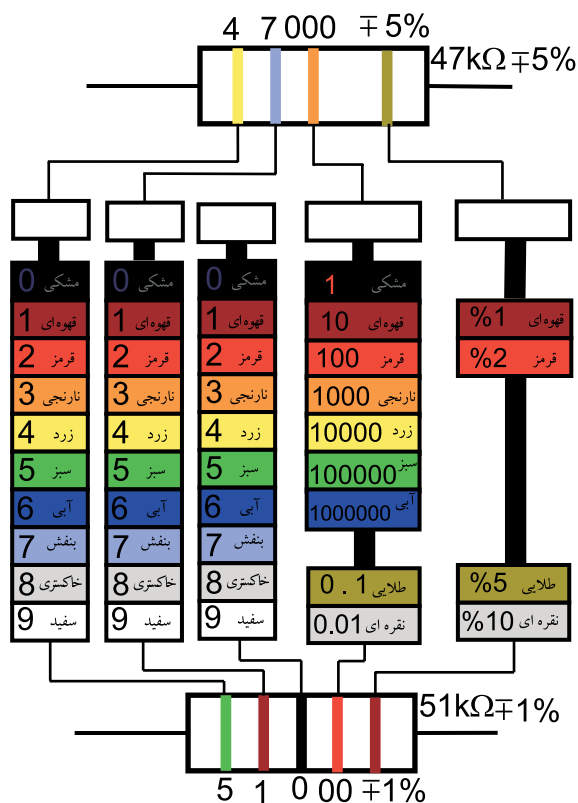 4 7 000 ∓5%
47kΩ∓5%
0 مشکی
1 قهوه‌ای
2 قرمز
3 نارنجی
4 زرد
5 سبز
6 آبی
7 بنفش
8 خاکستری
9 سفید
0 مشکی
1 قهوه‌ای
2 قرمز
3 نارنجی
4 زرد
5 سبز
6 آبی
7 بنفش
8 خاکستری
9 سفید
0 مشکی
1 قهوه‌ای
2 قرمز
3 نارنجی
4 زرد
5 سبز
6 آبی
7 بنفش
8 خاکستری
9 سفید
1 مشکی
10 قهوه‌ای
100 قرمز
1000 نارنجی
10000 زرد
100000 سبز
1000000 آبی
0.1 طلایی
0.01 نقره ای
%1 قهوه‌ای
%2 قرمز
%5 طلایی
%10 نقره ای
51kΩ∓1%
5 1 0 00 ∓1%